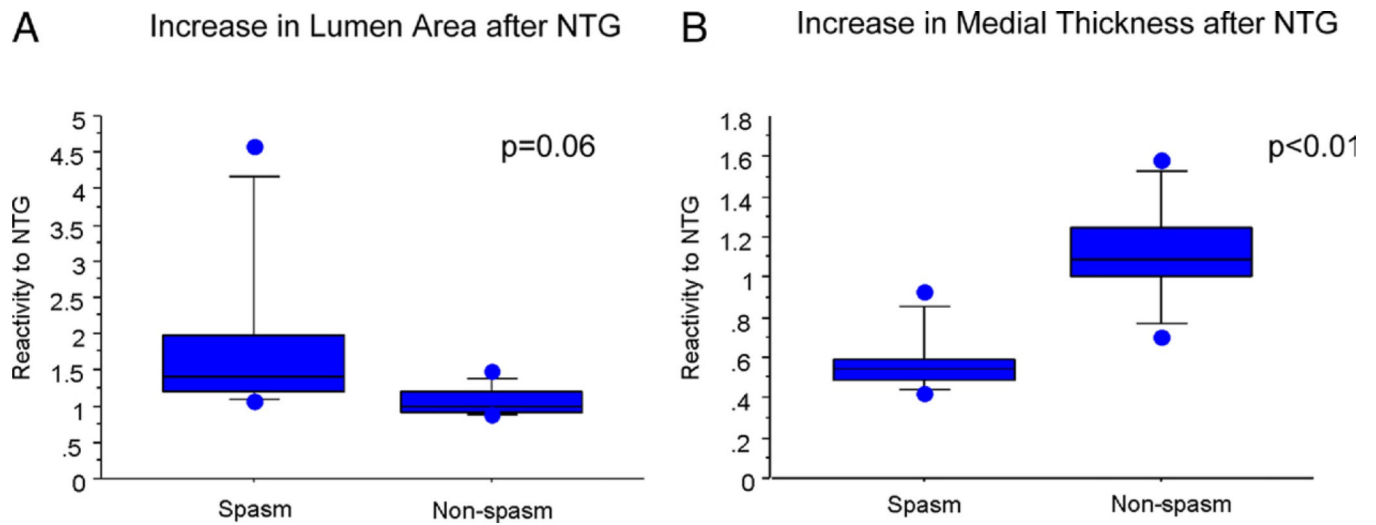 A
Increase in Lumen Area after NTG
5
4.5
4
3.5
3
2.5
2
1.5
1
.5
0
Reactivity to NTG
p=0.06
Spasm
Non-spasm
B
Increase in Medial Thickness after NTG
1.8
1.6
1.4
1.2
1
.8
.6
.4
.2
0
Reactivity to NTG
p<0.01
Spasm
Non-spasm